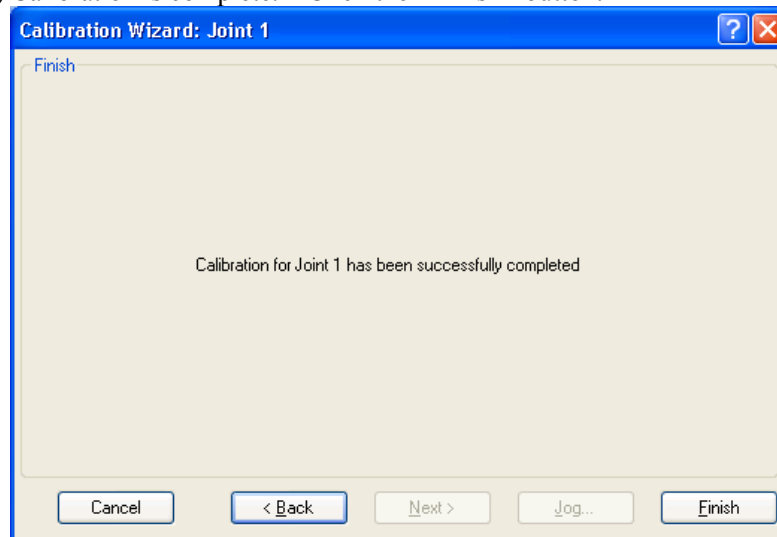 Calibration Wizard: Joint 1
Finish
Calibration for Joint 1 has been successfully completed
Cancel
< Back
Next >
Jog...
Finish